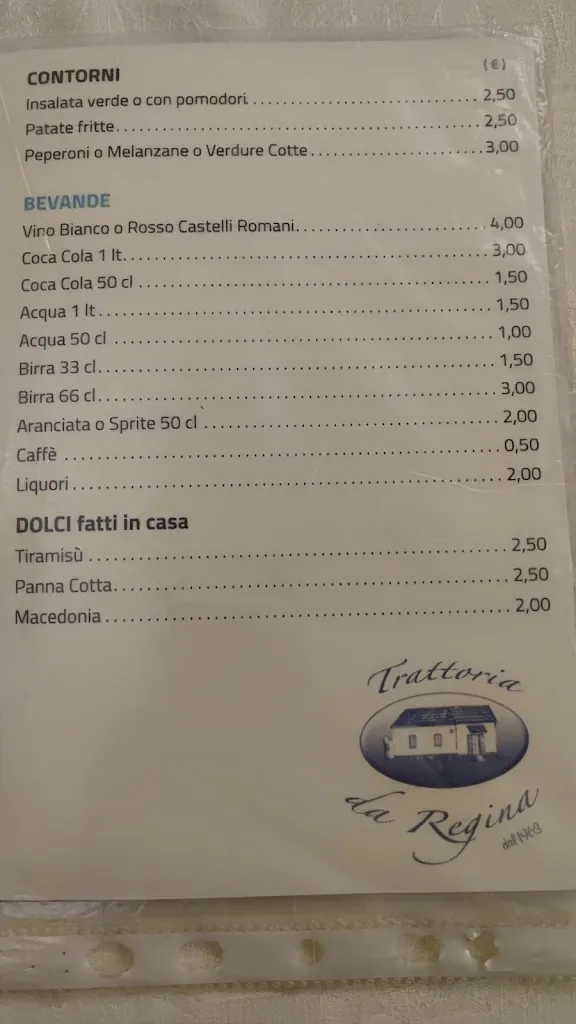 CONTORNI (€)
Insalata verde o con pomodori.................................. 2,50
Patate fritte..................................................... 2,50
Peperoni o Melanzane o Verdure Cotte......................... 3,00
BEVANDE
Vino Bianco o Rosso Castelli Romani........................... 4,00
Coca Cola 1 lt.................................................... 3,00
Coca Cola 50 cl .................................................. 1,50
Acqua 1 lt........................................................ 1,50
Acqua 50 cl ...................................................... 1,00
Birra 33 cl....................................................... 1,50
Birra 66 cl....................................................... 3,00
Aranciata o Sprite 50 cl ......................................... 2,00
Caffè ............................................................ 0,50
Liquori........................................................... 2,00
DOLCI fatti in casa
Tiramisù ......................................................... 2,50
Panna Cotta....................................................... 2,50
Macedonia ........................................................ 2,00
Trattoria
da Regina
dal 1963